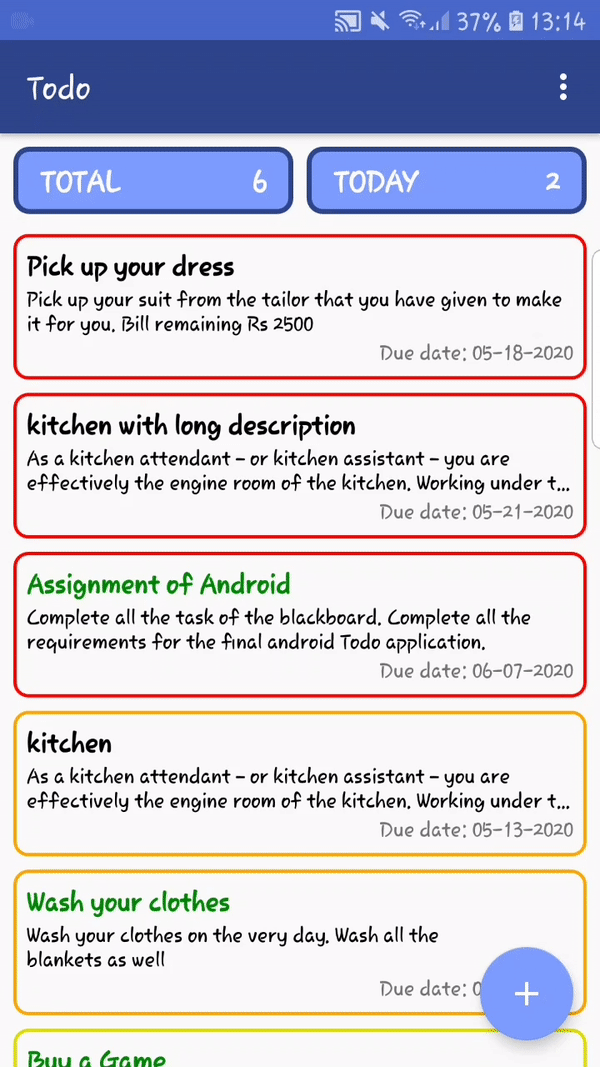 37% 13:14
Todo
TOTAL 6
TODAY 2
Pick up your dress
Pick up your suit from the tailor that you have given to make
it for you. Bill remaining Rs 2500
Due date: 05-18-2020
kitchen with long description
As a kitchen attendant - or kitchen assistant - you are
effectively the engine room of the kitchen. Working under t...
Due date: 05-21-2020
Assignment of Android
Complete all the task of the blackboard. Complete all the
requirements for the final android Todo application.
Due date: 06-07-2020
kitchen
As a kitchen attendant - or kitchen assistant - you are
effectively the engine room of the kitchen. Working under t...
Due date: 05-13-2020
Wash your clothes
Wash your clothes on the very day. Wash all the
blankets as well
Due date:
Buy a Game